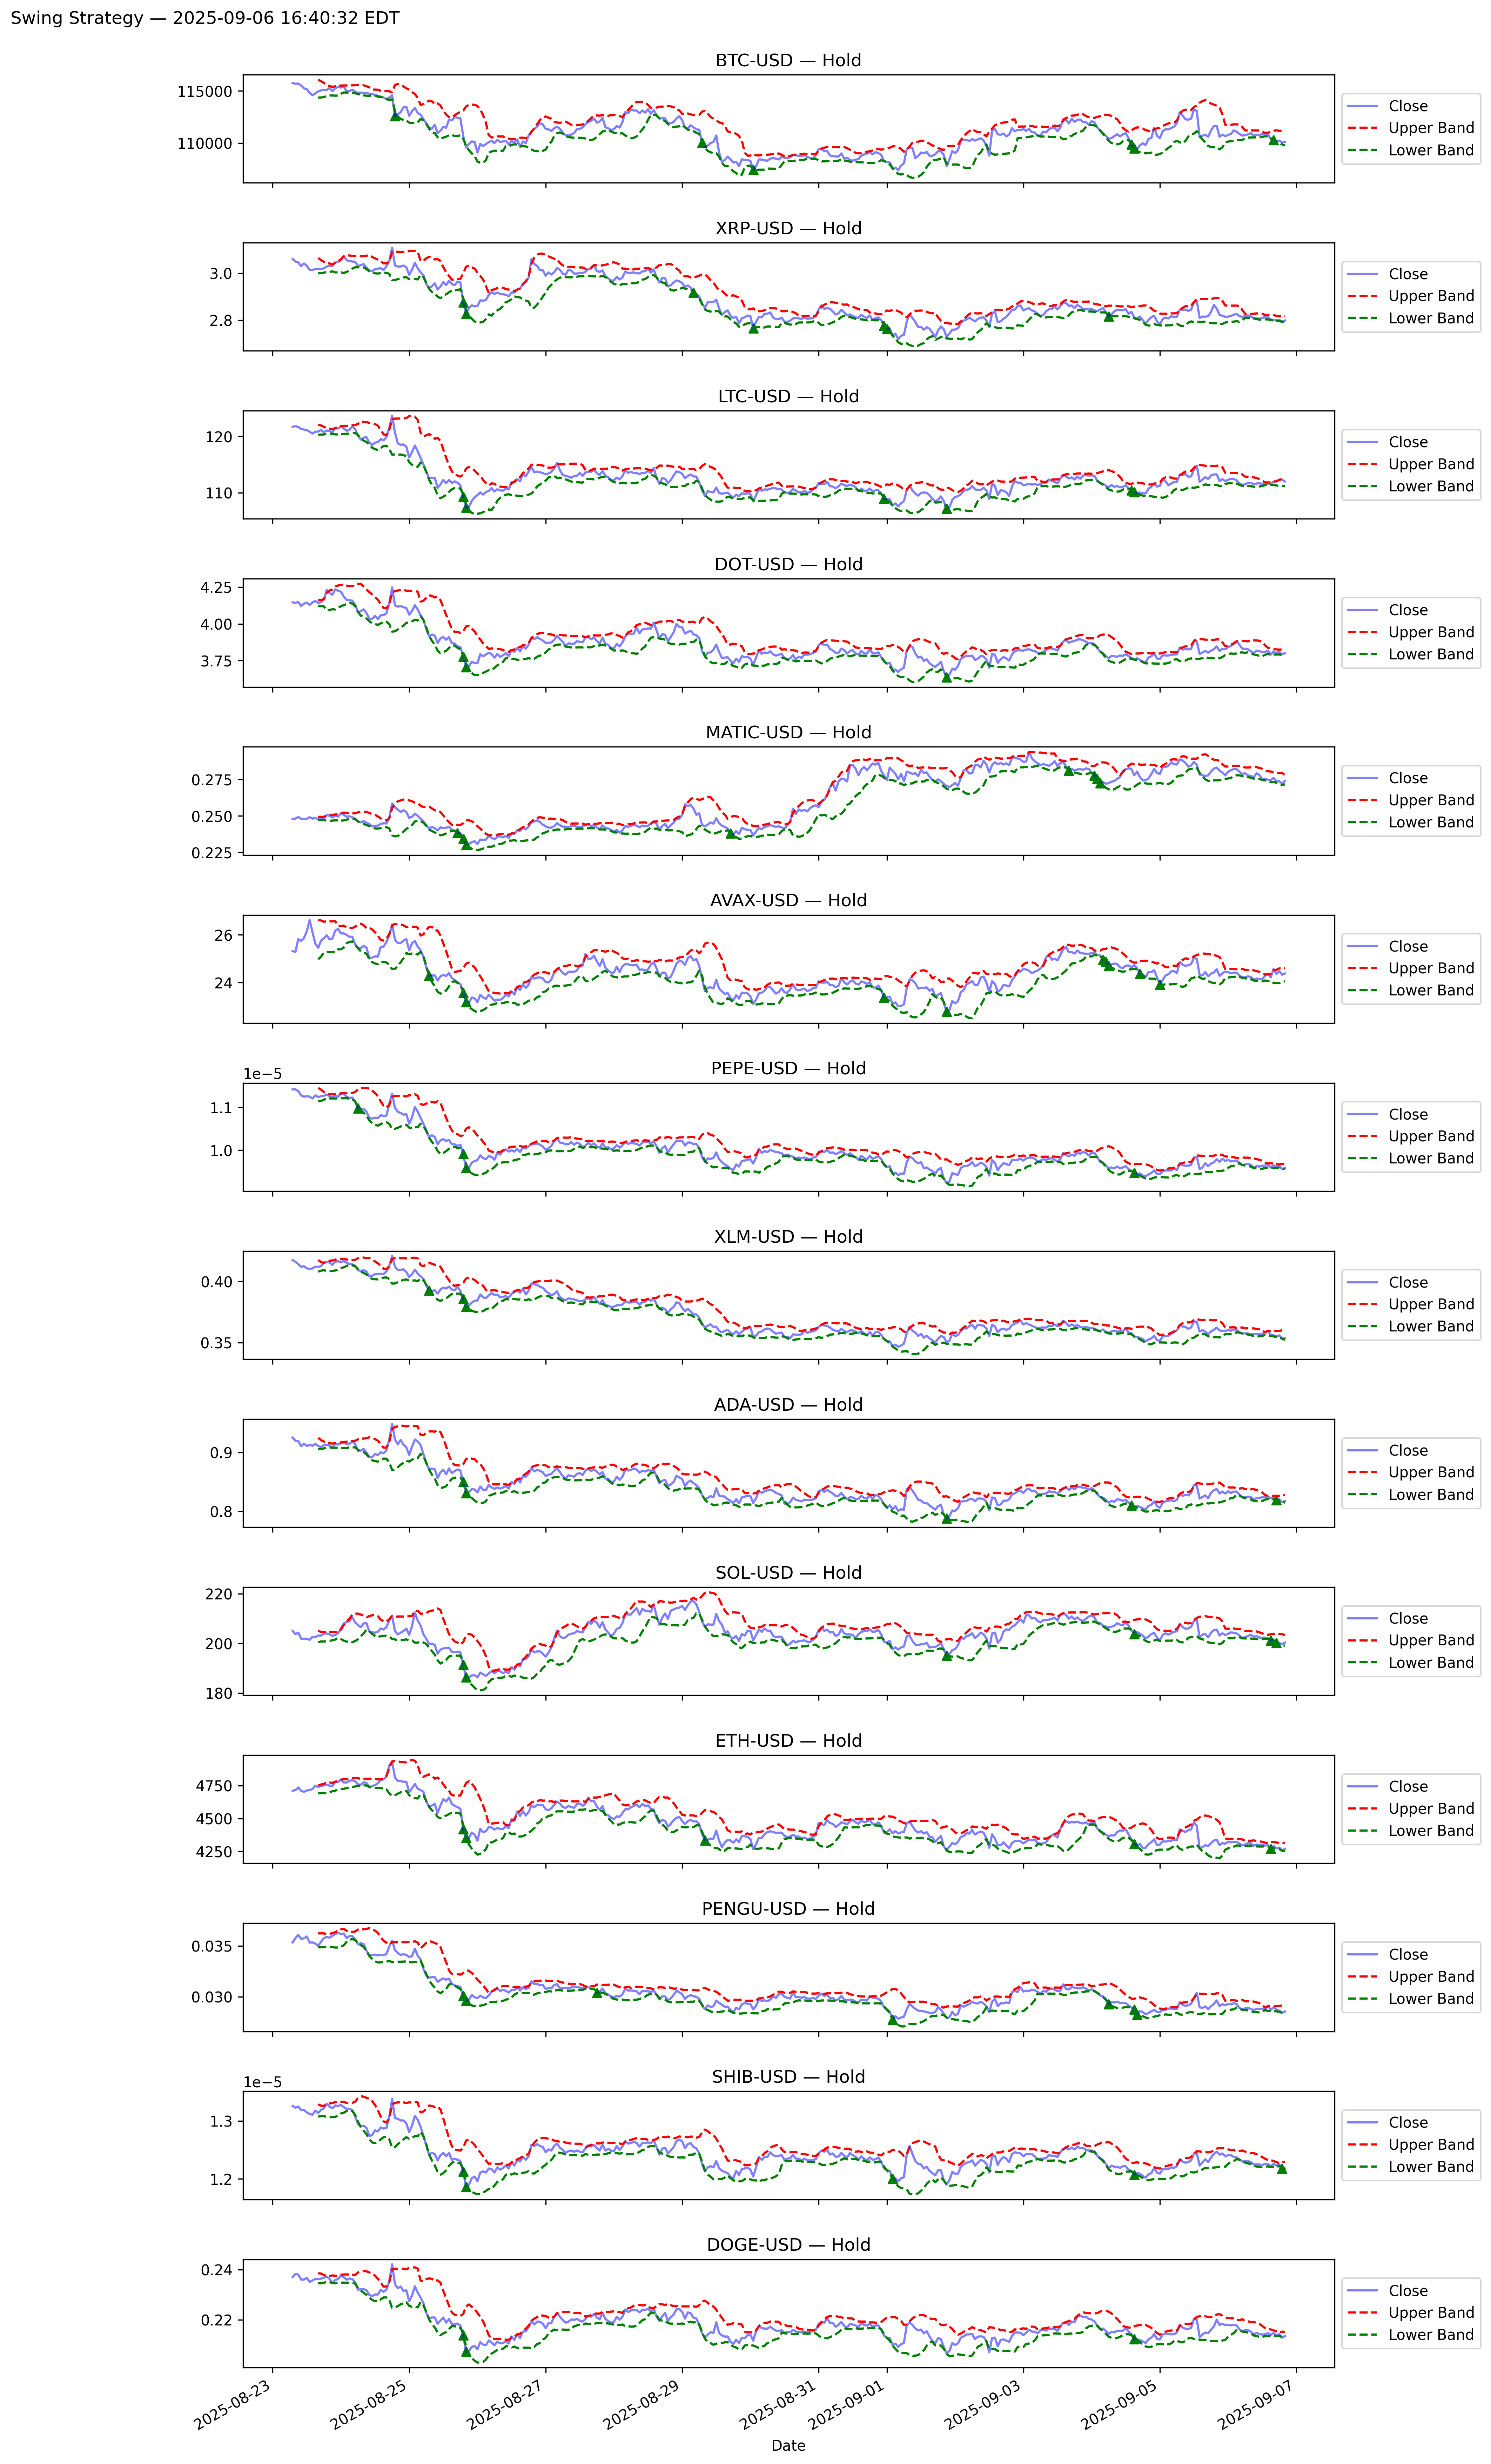 Swing Strategy — 2025-09-06 16:40:32 EDT
BTC-USD — Hold
115000
110000
Close
Upper Band
Lower Band
XRP-USD — Hold
3.0
2.8
Close
Upper Band
Lower Band
LTC-USD — Hold
120
110
Close
Upper Band
Lower Band
DOT-USD — Hold
4.25
4.00
3.75
Close
Upper Band
Lower Band
MATIC-USD — Hold
0.275
0.250
0.225
Close
Upper Band
Lower Band
AVAX-USD — Hold
26
24
Close
Upper Band
Lower Band
PEPE-USD — Hold
1e−5
1.1
1.0
Close
Upper Band
Lower Band
XLM-USD — Hold
0.40
0.35
Close
Upper Band
Lower Band
ADA-USD — Hold
0.9
0.8
Close
Upper Band
Lower Band
SOL-USD — Hold
220
200
180
Close
Upper Band
Lower Band
ETH-USD — Hold
4750
4500
4250
Close
Upper Band
Lower Band
PENGU-USD — Hold
0.035
0.030
Close
Upper Band
Lower Band
SHIB-USD — Hold
1e−5
1.3
1.2
Close
Upper Band
Lower Band
DOGE-USD — Hold
0.24
0.22
Close
Upper Band
Lower Band
2025-08-23
2025-08-25
2025-08-27
2025-08-29
2025-08-31
2025-09-01
2025-09-03
2025-09-05
2025-09-07
Date